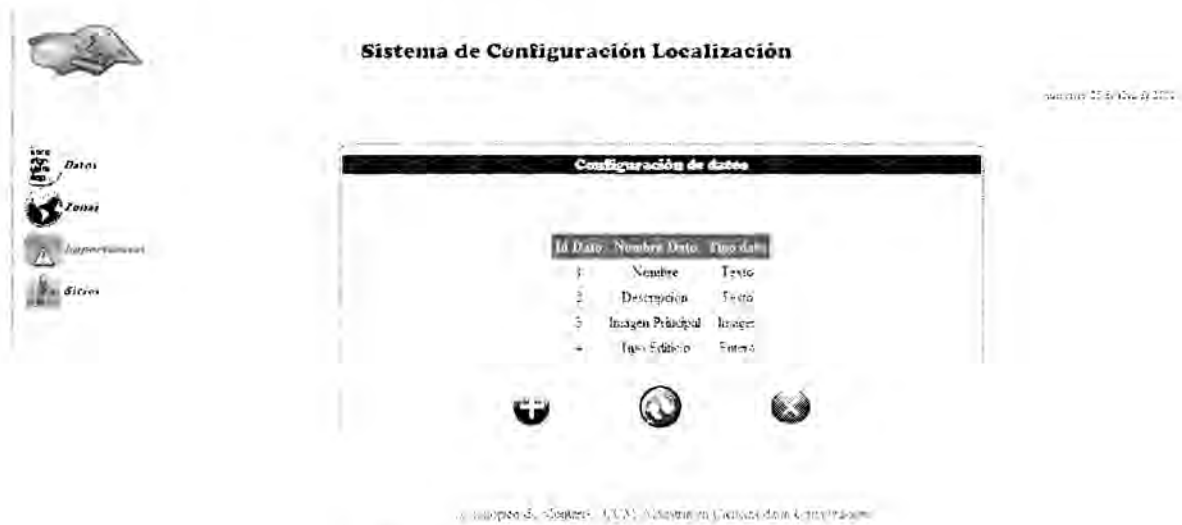 Sistema de Configuración Localización
Datos
Zonas
Importancias
Sitios
Configuración de datos
Id Dato Nombre Dato Tipo dato
1 Nombre Texto
2 Descripción Texto
3 Imagen Principal Imagen
4 Tipo Edificio Entero